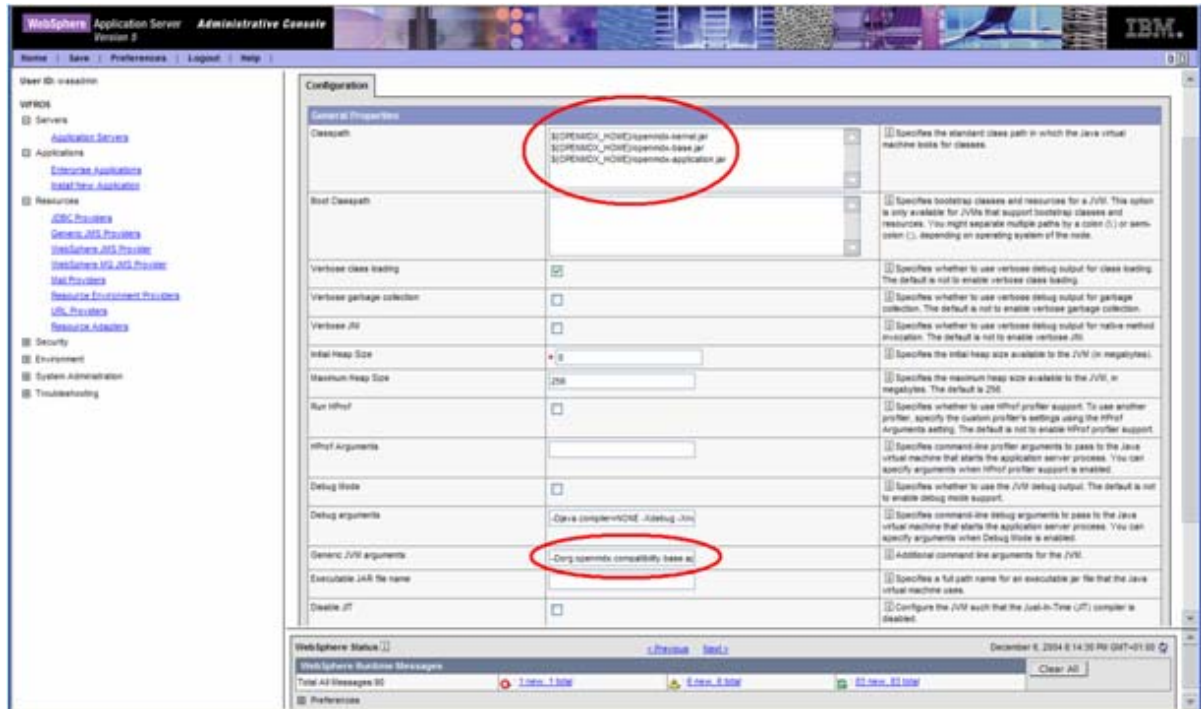 WebSphere Application Server Administrative Console
Version 5
IBM.
Home | Save | Preferences | Logout | Help |
User ID: wasadmin
Servers
Application Servers
Applications
Enterprise Applications
Install New Application
Resources
JDBC Providers
Generic JMS Providers
WebSphere JMS Provider
WebSphere MQ JMS Provider
Mail Providers
Resource Environment Providers
URL Providers
Resource Adapters
Security
Environment
System Administration
Troubleshooting
Configuration
General Properties
Classpath
${OPENMDX_HOME}/openmdx-kernel.jar
${OPENMDX_HOME}/openmdx-base.jar
${OPENMDX_HOME}/openmdx-application.jar
Specifies the standard class path in which the Java virtual
machine looks for classes.
Boot Classpath
Specifies bootstrap classes and resources for a JVM. This option
is only available for JVMs that support bootstrap classes and
resources. You might separate multiple paths by a colon (:) or semi-
colon (;), depending on operating system of the node.
Verbose class loading
Specifies whether to use verbose debug output for class loading.
The default is not to enable verbose class loading.
Verbose garbage collection
Specifies whether to use verbose debug output for garbage
collection. The default is not to enable verbose garbage collection.
Verbose JNI
Specifies whether to use verbose debug output for native method
invocation. The default is not to enable verbose JNI.
Initial Heap Size
* 0
Specifies the initial heap size available to the JVM (in megabytes).
Maximum Heap Size
256
Specifies the maximum heap size available to the JVM, in
megabytes. The default is 256.
Run HProf
Specifies whether to use HProf profiler support. To use another
profiler, specify the custom profiler's settings using the HProf
Arguments setting. The default is not to enable HProf profiler support.
HProf Arguments
Specifies command-line profiler arguments to pass to the Java
virtual machine that starts the application server process. You can
specify arguments when HProf profiler support is enabled.
Debug Mode
Specifies whether to use the JVM debug output. The default is not
to enable debug mode support.
Debug arguments
-Djava.compiler=NONE -Xdebug -Xno
Specifies command-line debug arguments to pass to the Java
virtual machine that starts the application server process. You can
specify arguments when Debug Mode is enabled.
Generic JVM arguments
-Dorg.openmdx.compatibility.base.ap
Additional command line arguments for the JVM.
Executable JAR file name
Specifies a full path name for an executable jar file that the Java
virtual machine uses.
Disable JIT
Configure the JVM such that the Just-In-Time (JIT) compiler is
disabled.
WebSphere Status
< Previous Next >
December 6, 2004 8:14:30 PM GMT+01:00
WebSphere Runtime Messages
Clear All
Total All Messages:90
1 new, 1 total
6 new, 6 total
83 new, 83 total
Preferences